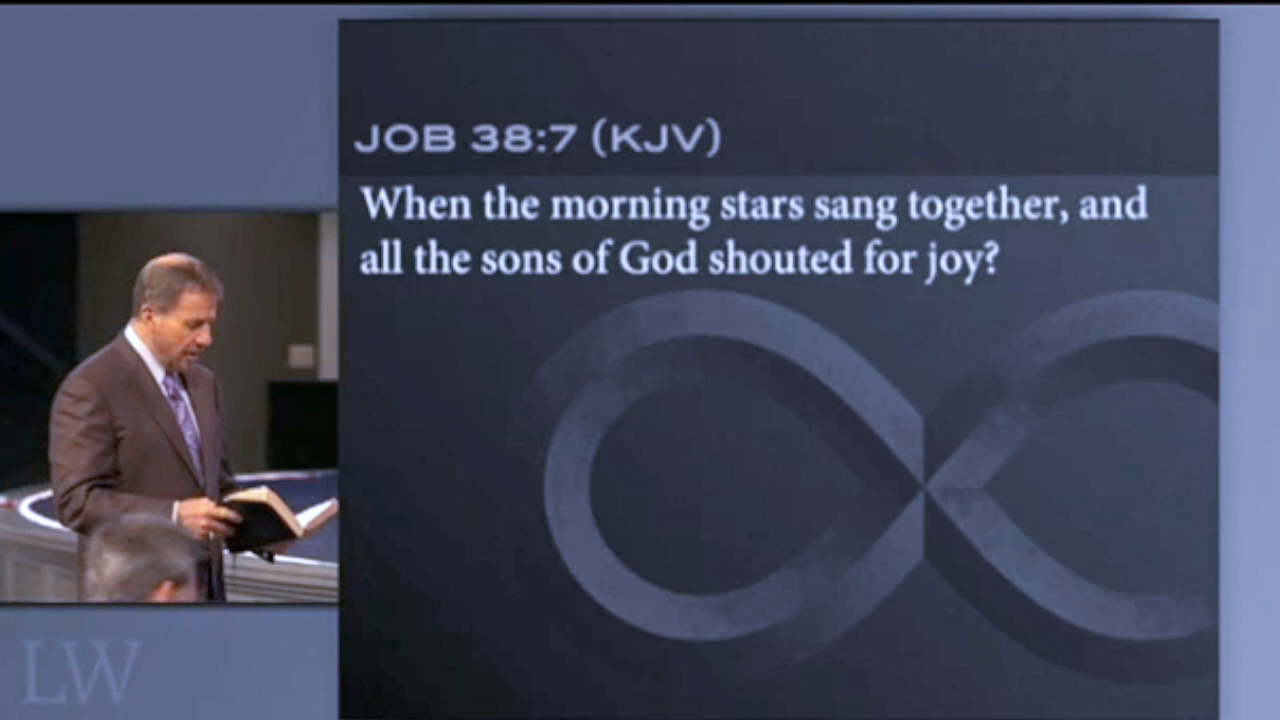 JOB 38:7 (KJV)
When the morning stars sang together, and
all the sons of God shouted for joy?
LW